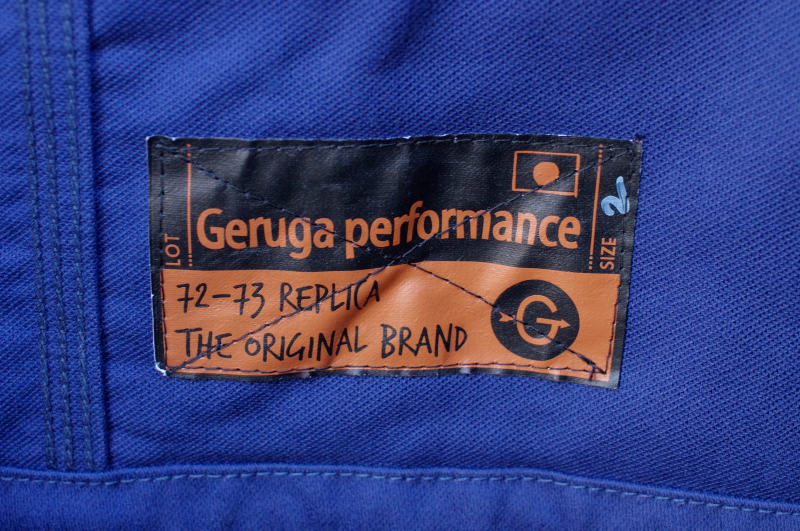 LOT
Geruga performance
SIZE 2
72-73 REPLICA
THE ORIGINAL BRAND
G